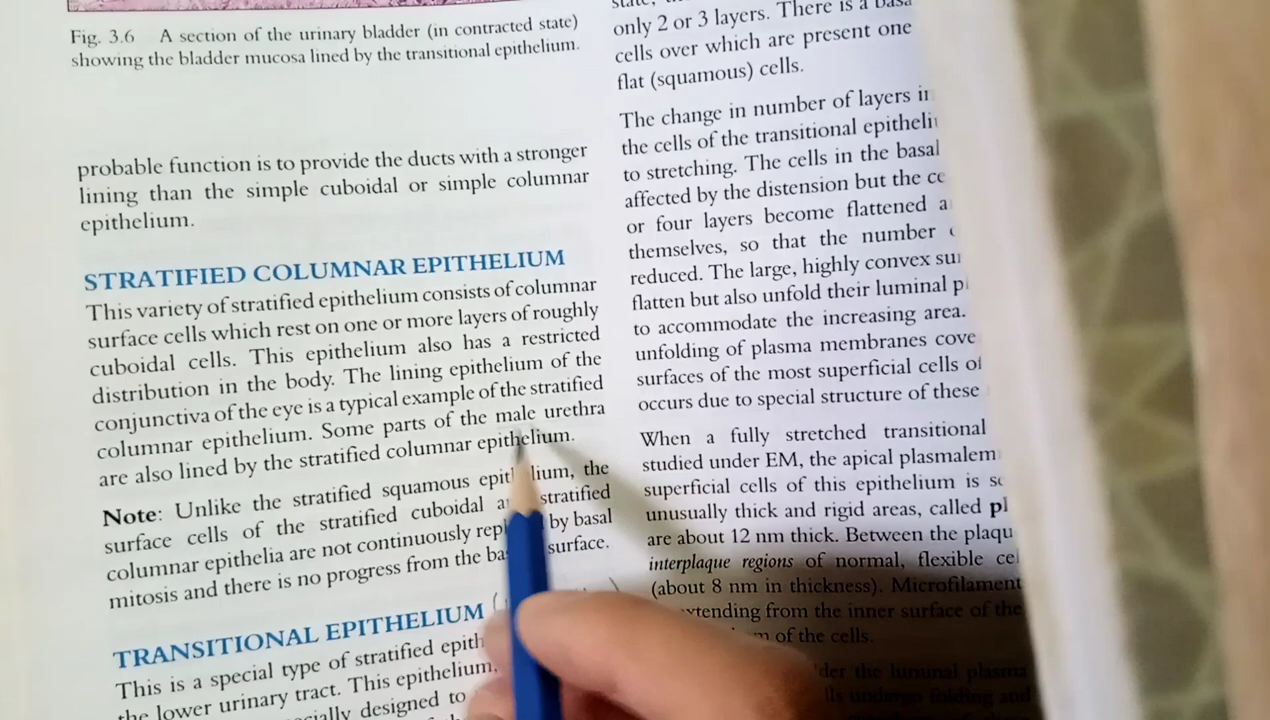 Fig. 3.6 A section of the urinary bladder (in contracted state)
showing the bladder mucosa lined by the transitional epithelium.
probable function is to provide the ducts with a stronger
lining than the simple cuboidal or simple columnar
epithelium.
STRATIFIED COLUMNAR EPITHELIUM
This variety of stratified epithelium consists of columnar
surface cells which rest on one or more layers of roughly
cuboidal cells. This epithelium also has a restricted
distribution in the body. The lining epithelium of the
conjunctiva of the eye is a typical example of the stratified
columnar epithelium. Some parts of the male urethra
are also lined by the stratified columnar epithelium.
Note: Unlike the stratified squamous epit lium, the
surface cells of the stratified cuboidal a stratified
columnar epithelia are not continuously rep by basal
mitosis and there is no progress from the ba surface.
TRANSITIONAL EPITHELIUM
This is a special type of stratified epith
the lower urinary tract. This epithelium,
cially designed to
only 2 or 3 layers. There is a basa
cells over which are present one
flat (squamous) cells.
The change in number of layers in
the cells of the transitional epitheli
to stretching. The cells in the basal
affected by the distension but the ce
or four layers become flattened a
themselves, so that the number
reduced. The large, highly convex su
flatten but also unfold their luminal p
to accommodate the increasing area.
unfolding of plasma membranes cove
surfaces of the most superficial cells of
occurs due to special structure of these
When a fully stretched transitional
studied under EM, the apical plasmalem
superficial cells of this epithelium is sc
unusually thick and rigid areas, called pl
are about 12 nm thick. Between the plaqu
interplaque regions of normal, flexible ce
(about 8 nm in thickness). Microfilament
xtending from the inner surface of the
m of the cells.
der the luminal plasma
lls undergo folding and